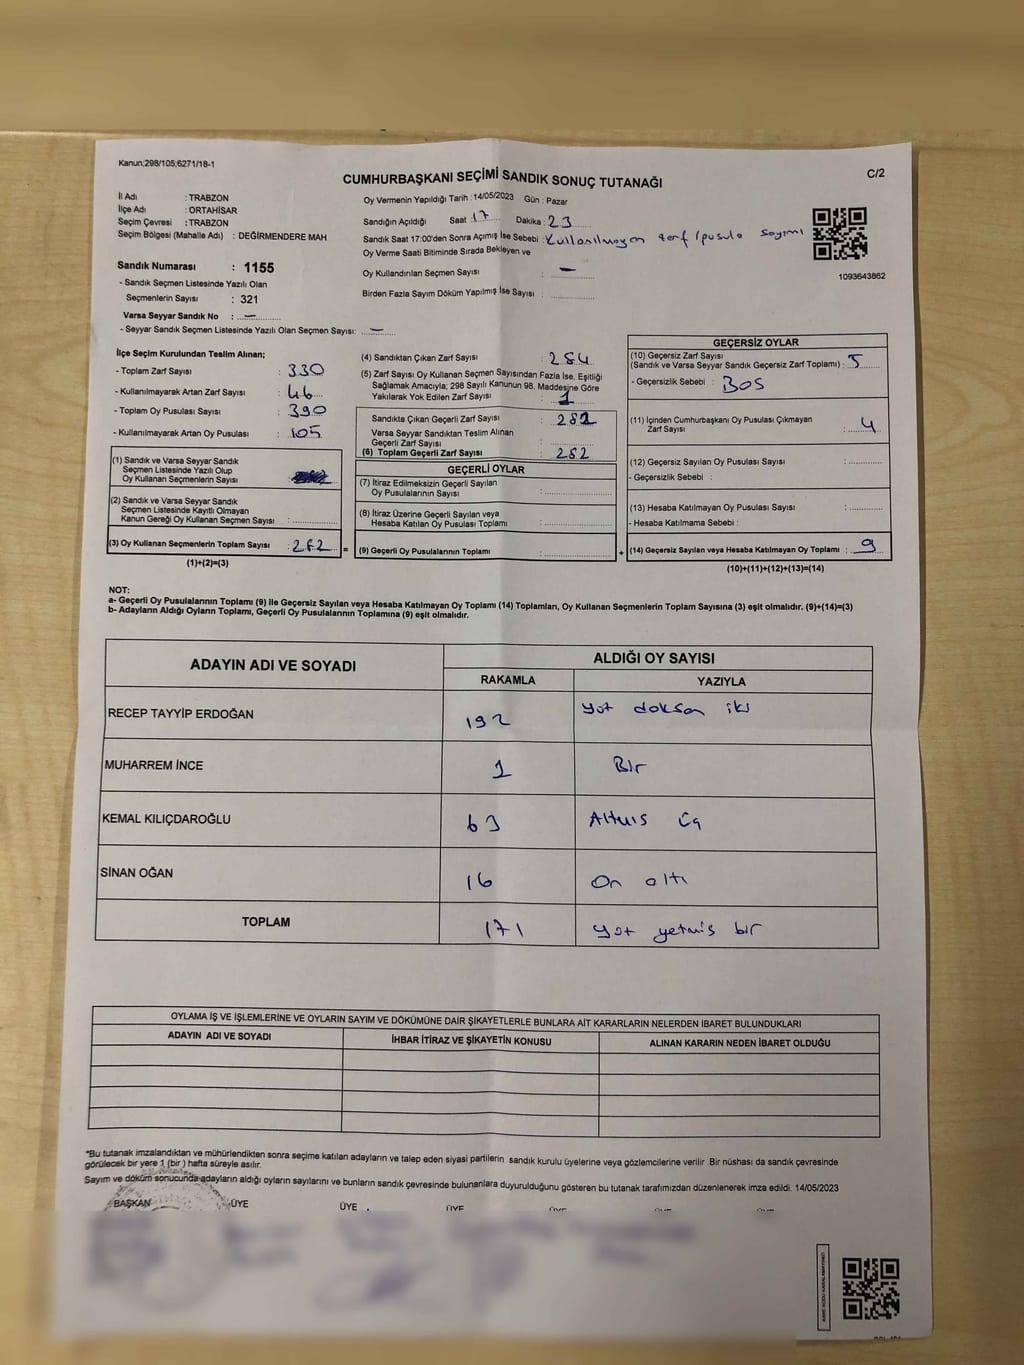 Kanun;298/105;6271/18-1
CUMHURBAŞKANI SEÇİMİ SANDIK SONUÇ TUTANAĞI
C/2
İl Adı : TRABZON
İlçe Adı : ORTAHİSAR
Seçim Çevresi : TRABZON
Seçim Bölgesi (Mahalle Adı) : DEĞİRMENDERE MAH
Oy Vermenin Yapıldığı Tarih : 14/05/2023 Gün : Pazar
Sandığın Açıldığı Saat : 17 Dakika : 23
Sandık Saat 17:00'den Sonra Açımış İse Sebebi : Kullanılmayan zarf/pusula sayımı
Oy Verme Saati Bitiminde Sırada Bekleyen ve
Oy Kullandırılan Seçmen Sayısı : —
Birden Fazla Sayım Döküm Yapılmış İse Sayısı :
1093643862
Sandık Numarası : 1155
- Sandık Seçmen Listesinde Yazılı Olan
Seçmenlerin Sayısı : 321
Varsa Seyyar Sandık No : —
- Seyyar Sandık Seçmen Listesinde Yazılı Olan Seçmen Sayısı: —
İlçe Seçim Kurulundan Teslim Alınan;
- Toplam Zarf Sayısı : 330
- Kullanılmayarak Artan Zarf Sayısı : 46
- Toplam Oy Pusulası Sayısı : 390
- Kullanılmayarak Artan Oy Pusulası : 105
(1) Sandık ve Varsa Seyyar Sandık
Seçmen Listesinde Yazılı Olup
Oy Kullanan Seçmenlerin Sayısı :
(2) Sandık ve Varsa Seyyar Sandık
Seçmen Listesinde Kayıtlı Olmayan
Kanun Gereği Oy Kullanan Seçmen Sayısı :
(3) Oy Kullanan Seçmenlerin Toplam Sayısı : 262 =
(1)+(2)=(3)
(4) Sandıktan Çıkan Zarf Sayısı : 284
(5) Zarf Sayısı Oy Kullanan Seçmen Sayısından Fazla İse, Eşitliği
Sağlamak Amacıyla; 298 Sayılı Kanunun 98. Maddesine Göre
Yakılarak Yok Edilen Zarf Sayısı : 1
Sandıkta Çıkan Geçerli Zarf Sayısı : 282
Varsa Seyyar Sandıktan Teslim Alınan
Geçerli Zarf Sayısı :
(6) Toplam Geçerli Zarf Sayısı : 282
GEÇERLİ OYLAR
(7) İtiraz Edilmeksizin Geçerli Sayılan
Oy Pusulalarının Sayısı :
(8) İtiraz Üzerine Geçerli Sayılan veya
Hesaba Katılan Oy Pusulası Toplamı :
(9) Geçerli Oy Pusulalarının Toplamı : +
GEÇERSİZ OYLAR
(10) Geçersiz Zarf Sayısı
(Sandık ve Varsa Seyyar Sandık Geçersiz Zarf Toplamı) : 5
- Geçersizlik Sebebi : BOS
(11) İçinden Cumhurbaşkanı Oy Pusulası Çıkmayan
Zarf Sayısı : 4
(12) Geçersiz Sayılan Oy Pusulası Sayısı :
- Geçersizlik Sebebi :
(13) Hesaba Katılmayan Oy Pusulası Sayısı :
- Hesaba Katılmama Sebebi :
(14) Geçersiz Sayılan veya Hesaba Katılmayan Oy Toplamı : 9
(10)+(11)+(12)+(13)=(14)
NOT:
a- Geçerli Oy Pusulalarının Toplamı (9) ile Geçersiz Sayılan veya Hesaba Katılmayan Oy Toplamı (14) Toplamları, Oy Kullanan Seçmenlerin Toplam Sayısına (3) eşit olmalıdır. (9)+(14)=(3)
b- Adayların Aldığı Oyların Toplamı, Geçerli Oy Pusulalarının Toplamına (9) eşit olmalıdır.
ADAYIN ADI VE SOYADI ALDIĞI OY SAYISI
RAKAMLA YAZIYLA
RECEP TAYYİP ERDOĞAN 192 yüt doksan iki
MUHARREM İNCE 1 Bir
KEMAL KILIÇDAROĞLU 63 Altmıs üç
SİNAN OĞAN 16 On altı
TOPLAM 171 yüt yetmis bir
OYLAMA İŞ VE İŞLEMLERİNE VE OYLARIN SAYIM VE DÖKÜMÜNE DAİR ŞİKAYETLERLE BUNLARA AİT KARARLARIN NELERDEN İBARET BULUNDUKLARI
ADAYIN ADI VE SOYADI İHBAR İTİRAZ VE ŞİKAYETİN KONUSU ALINAN KARARIN NEDEN İBARET OLDUĞU
*Bu tutanak imzalandıktan ve mühürlendikten sonra seçime katılan adayların ve talep eden siyasi partilerin sandık kurulu üyelerine veya gözlemcilerine verilir .Bir nüshası da sandık çevresinde
görülecek bir yere 1 (bir ) hafta süreyle asılır.
Sayım ve döküm sonucunda adayların aldığı oyların sayılarını ve bunların sandık çevresinde bulunanlara duyurulduğunu gösteren bu tutanak tarafımızdan düzenlenerek imza edildi. 14/05/2023
BAŞKAN ÜYE ÜYE ÜYE ÜYE